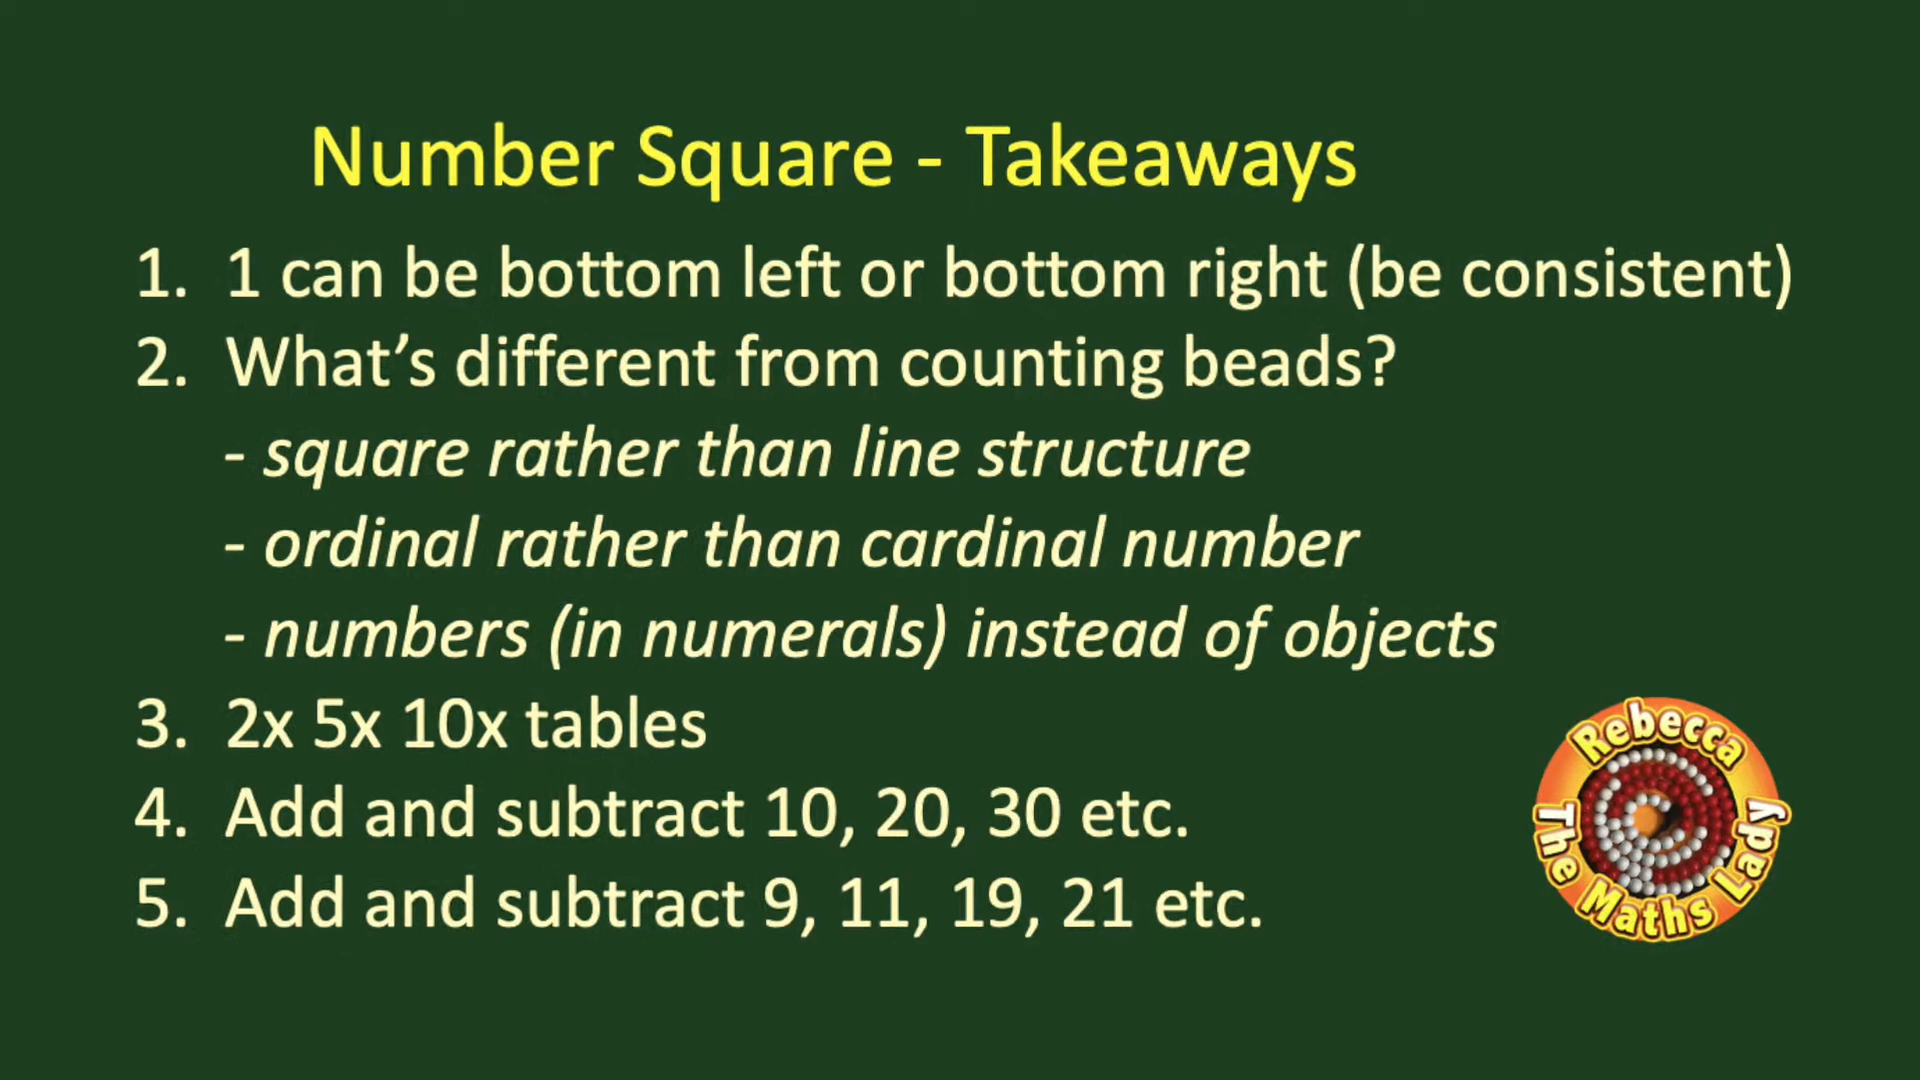 Number Square - Takeaways
1. 1 can be bottom left or bottom right (be consistent)
2. What’s different from counting beads?
- square rather than line structure
- ordinal rather than cardinal number
- numbers (in numerals) instead of objects
3. 2x 5x 10x tables
4. Add and subtract 10, 20, 30 etc.
5. Add and subtract 9, 11, 19, 21 etc.
Rebecca
The Maths Lady